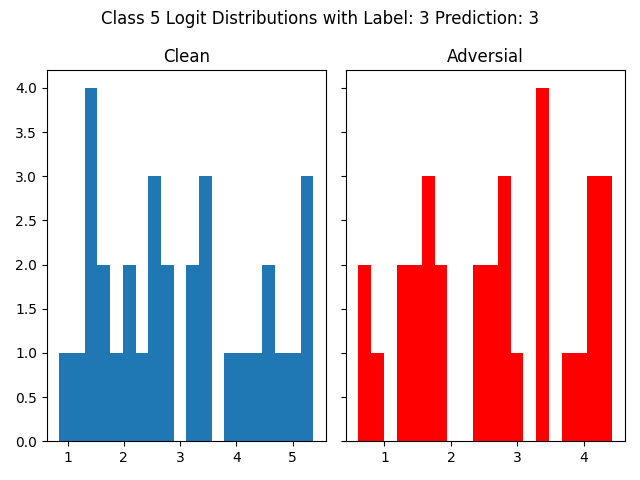 Class 5 Logit Distributions with Label: 3 Prediction: 3
Clean
Adversial
4.0
3.5
3.0
2.5
2.0
1.5
1.0
0.5
0.0
1 2 3 4 5
1 2 3 4